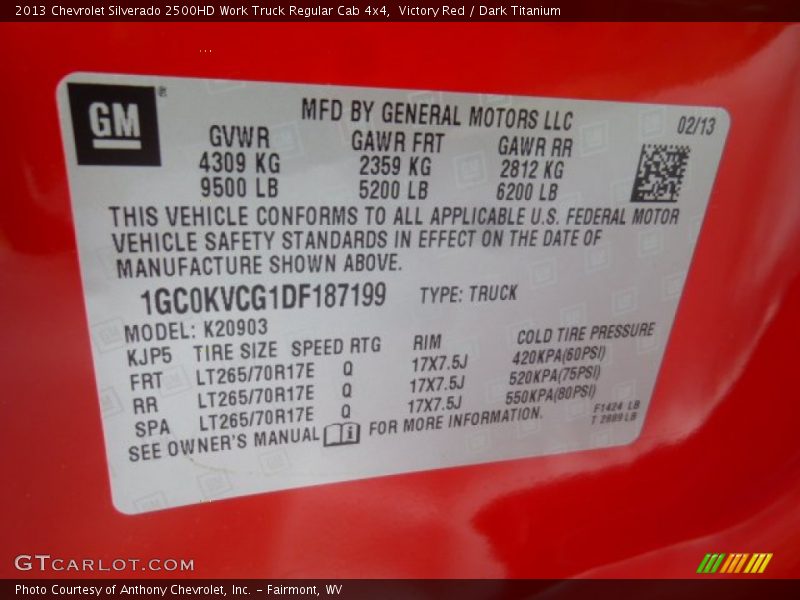 2013 Chevrolet Silverado 2500HD Work Truck Regular Cab 4x4,  Victory Red / Dark Titanium
...
GM ®
MFD BY GENERAL MOTORS LLC 02/13
GVWR GAWR FRT GAWR RR
4309 KG 2359 KG 2812 KG
9500 LB 5200 LB 6200 LB
THIS VEHICLE CONFORMS TO ALL APPLICABLE U.S. FEDERAL MOTOR
VEHICLE SAFETY STANDARDS IN EFFECT ON THE DATE OF
MANUFACTURE SHOWN ABOVE.
1GC0KVCG1DF187199 TYPE: TRUCK
MODEL: K20903
KJP5 TIRE SIZE SPEED RTG RIM COLD TIRE PRESSURE
FRT LT265/70R17E Q 17X7.5J 420KPA(60PSI)
RR LT265/70R17E Q 17X7.5J 520KPA(75PSI)
SPA LT265/70R17E Q 17X7.5J 550KPA(80PSI)
SEE OWNER'S MANUAL FOR MORE INFORMATION.
F1424 LB
T 2889 LB
GTCARLOT.COM
Photo Courtesy of Anthony Chevrolet, Inc. – Fairmont, WV